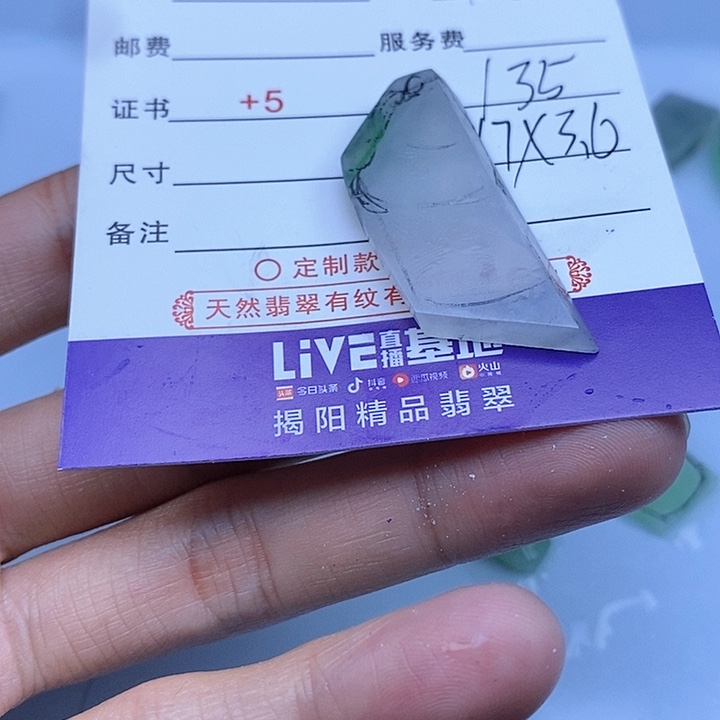 邮费 服务费
证书 +5 135
尺寸 17X3.6
备注
定制款
天然翡翠有纹有
LiVE直播基地
今日头条 抖音 西瓜视频 火山
揭阳精品翡翠